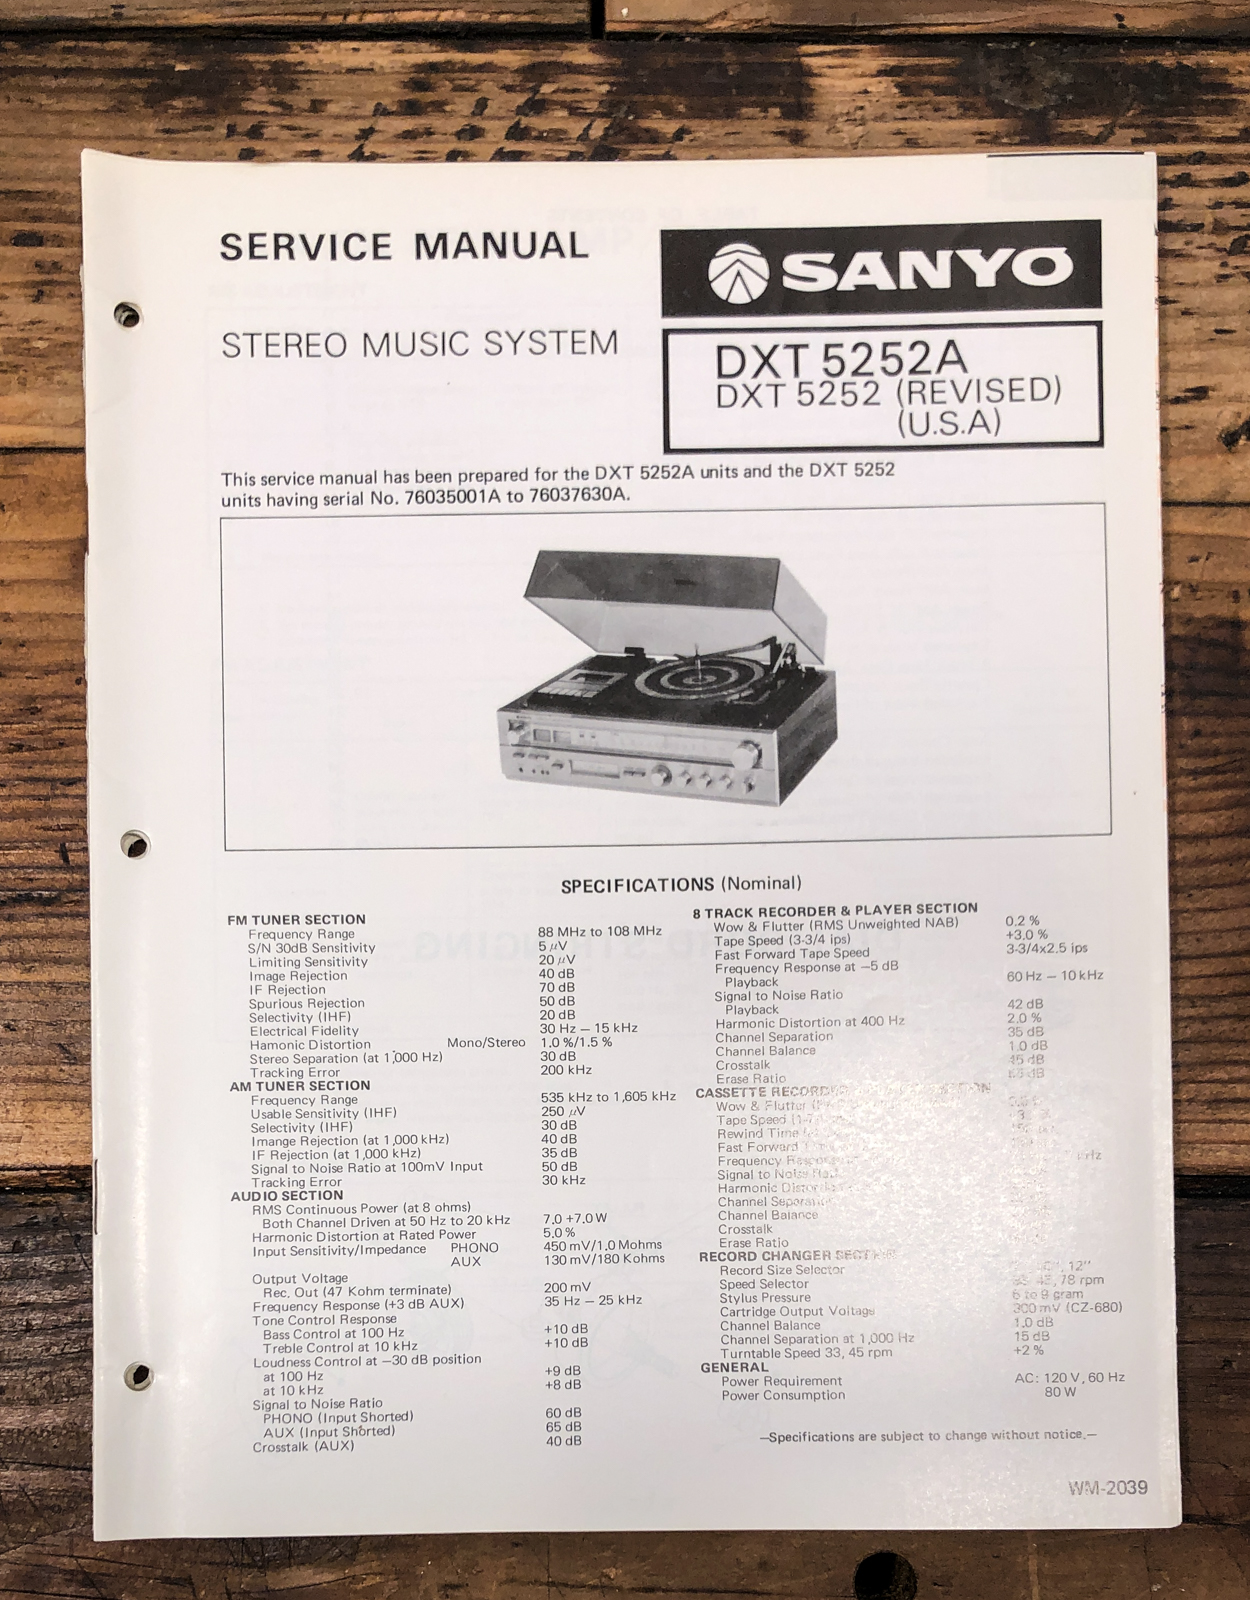 SERVICE MANUAL
SANYO
STEREO MUSIC SYSTEM
DXT 5252A
DXT 5252 (REVISED)
(U.S.A)
This service manual has been prepared for the DXT 5252A units and the DXT 5252
units having serial No. 76035001A to 76037630A.
SPECIFICATIONS (Nominal)
FM TUNER SECTION
Frequency Range 88 MHz to 108 MHz
S/N 30dB Sensitivity 5 μV
Limiting Sensitivity 20 μV
Image Rejection 40 dB
IF Rejection 70 dB
Spurious Rejection 50 dB
Selectivity (IHF) 20 dB
Electrical Fidelity 30 Hz — 15 kHz
Hamonic Distortion Mono/Stereo 1.0 %/1.5 %
Stereo Separation (at 1,000 Hz) 30 dB
Tracking Error 200 kHz
AM TUNER SECTION
Frequency Range 535 kHz to 1,605 kHz
Usable Sensitivity (IHF) 250 μV
Selectivity (IHF) 30 dB
Imange Rejection (at 1,000 kHz) 40 dB
IF Rejection (at 1,000 kHz) 35 dB
Signal to Noise Ratio at 100mV Input 50 dB
Tracking Error 30 kHz
AUDIO SECTION
RMS Continuous Power (at 8 ohms)
Both Channel Driven at 50 Hz to 20 kHz 7.0 +7.0 W
Harmonic Distortion at Rated Power 5.0 %
Input Sensitivity/Impedance PHONO 450 mV/1.0 Mohms
AUX 130 mV/180 Kohms
Output Voltage
Rec. Out (47 Kohm terminate) 200 mV
Frequency Response (+3 dB AUX) 35 Hz — 25 kHz
Tone Control Response
Bass Control at 100 Hz +10 dB
Treble Control at 10 kHz +10 dB
Loudness Control at —30 dB position
at 100 Hz +9 dB
at 10 kHz +8 dB
Signal to Noise Ratio
PHONO (Input Shorted) 60 dB
AUX (Input Shorted) 65 dB
Crosstalk (AUX) 40 dB
8 TRACK RECORDER & PLAYER SECTION
Wow & Flutter (RMS Unweighted NAB) 0.2 %
Tape Speed (3-3/4 ips) +3.0 %
Fast Forward Tape Speed 3-3/4x2.5 ips
Frequency Response at —5 dB
Playback 60 Hz — 10 kHz
Signal to Noise Ratio
Playback 42 dB
Harmonic Distortion at 400 Hz 2.0 %
Channel Separation 35 dB
Channel Balance 1.0 dB
Crosstalk 45 dB
Erase Ratio dB
CASSETTE RECORDER
Wow & Flutter
Tape Speed
Rewind Time
Fast Forward
Frequency Response
Signal to Noise
Harmonic Distortion
Channel Separation
Channel Balance
Crosstalk
Erase Ratio
RECORD CHANGER SECTION
Record Size Selector 12"
Speed Selector 33, 45, 78 rpm
Stylus Pressure 6 to 9 gram
Cartridge Output Voltage 300 mV (CZ-680)
Channel Balance 1.0 dB
Channel Separation at 1,000 Hz 15 dB
Turntable Speed 33, 45 rpm +2 %
GENERAL
Power Requirement AC: 120 V, 60 Hz
Power Consumption 80 W
—Specifications are subject to change without notice.—
WM-2039